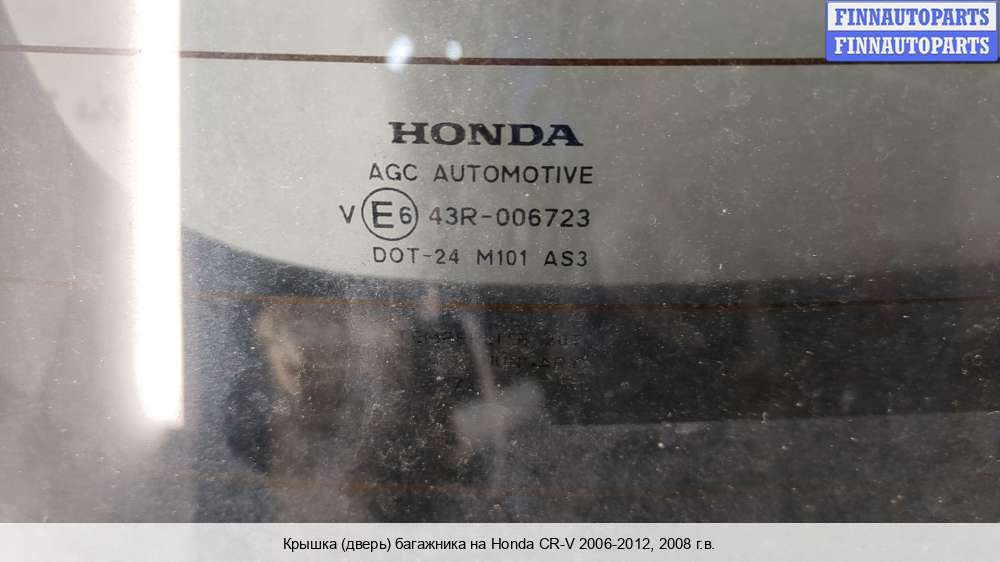 FINNAUTOPARTS
FINNAUTOPARTS
HONDA
AGC AUTOMOTIVE
V E6 43R-006723
DOT-24 M101 AS3
Крышка (дверь) багажника на Honda CR-V 2006-2012, 2008 г.в.